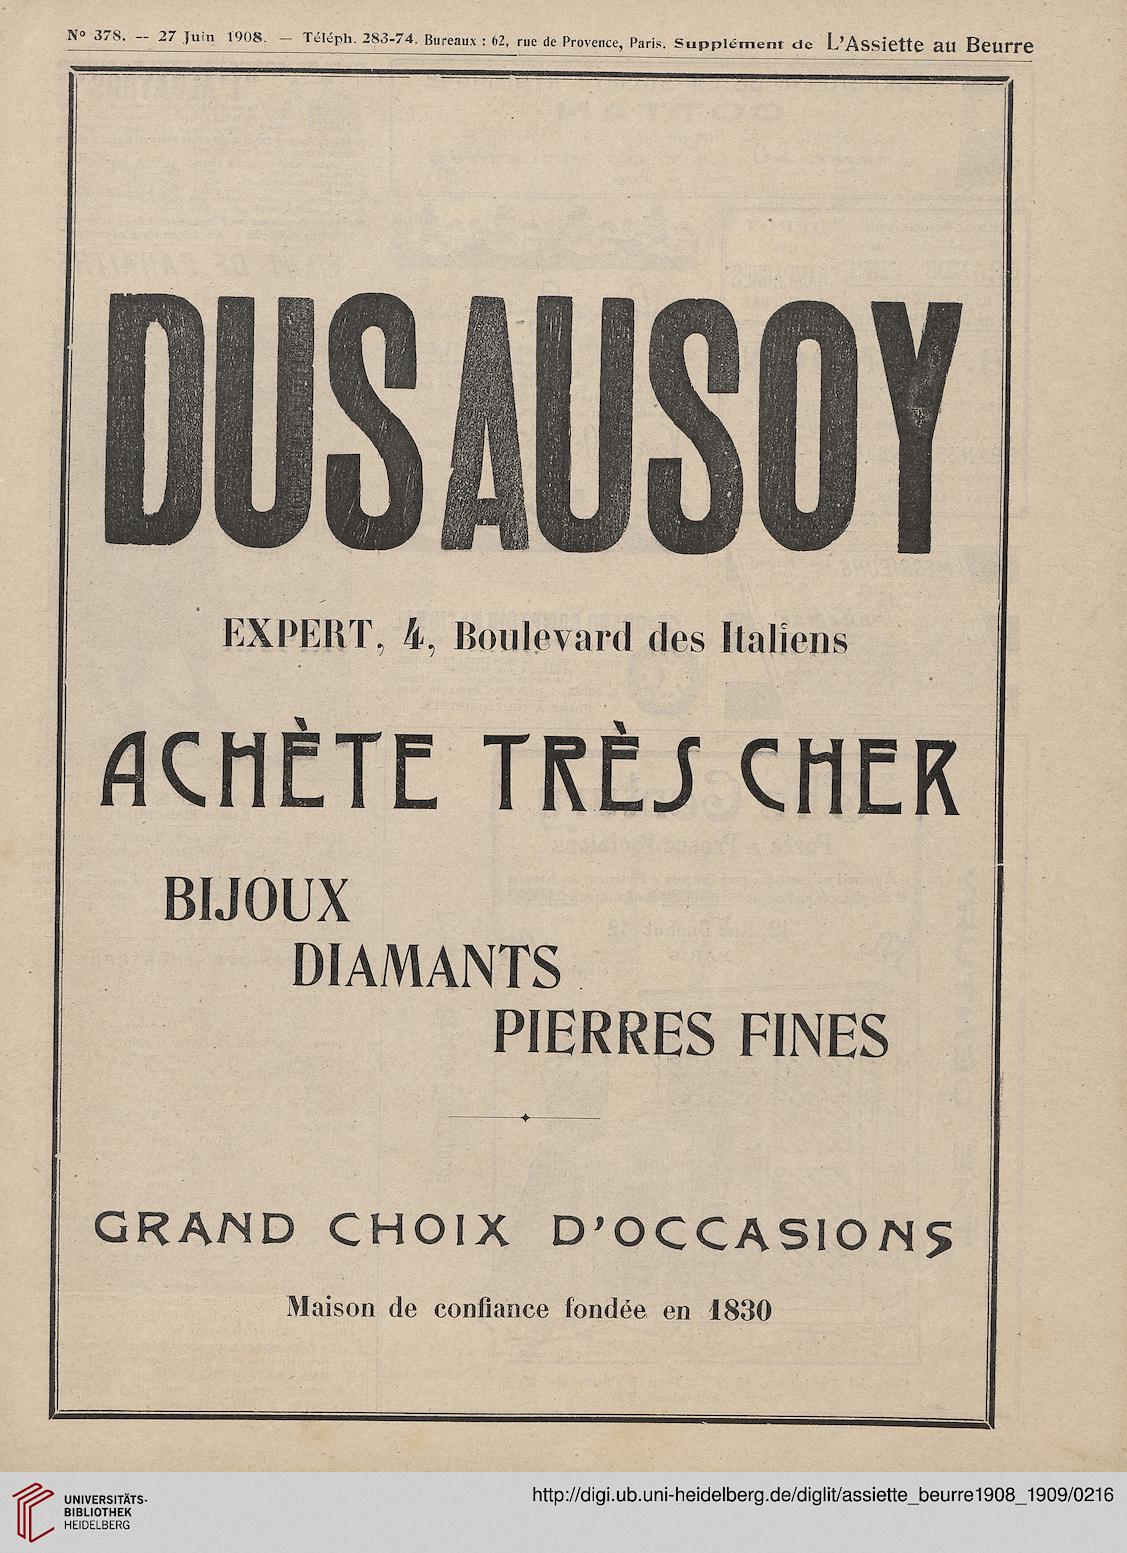 N° 378. -- 27 Juin 1908. — Téléph. 283-74. Bureaux : 62, rue de Provence, Paris. Supplément de L'Assiette au Beurre
DUSAUSOY
EXPERT, 4, Boulevard des Italiens
ACHÈTE TRÈS CHER
BIJOUX
DIAMANTS
PIERRES FINES
GRAND CHOIX D'OCCASIONS
Maison de confiance fondée en 1830
UNIVERSITÄTS-
BIBLIOTHEK
HEIDELBERG
http://digi.ub.uni-heidelberg.de/diglit/assiette_beurre1908_1909/0216